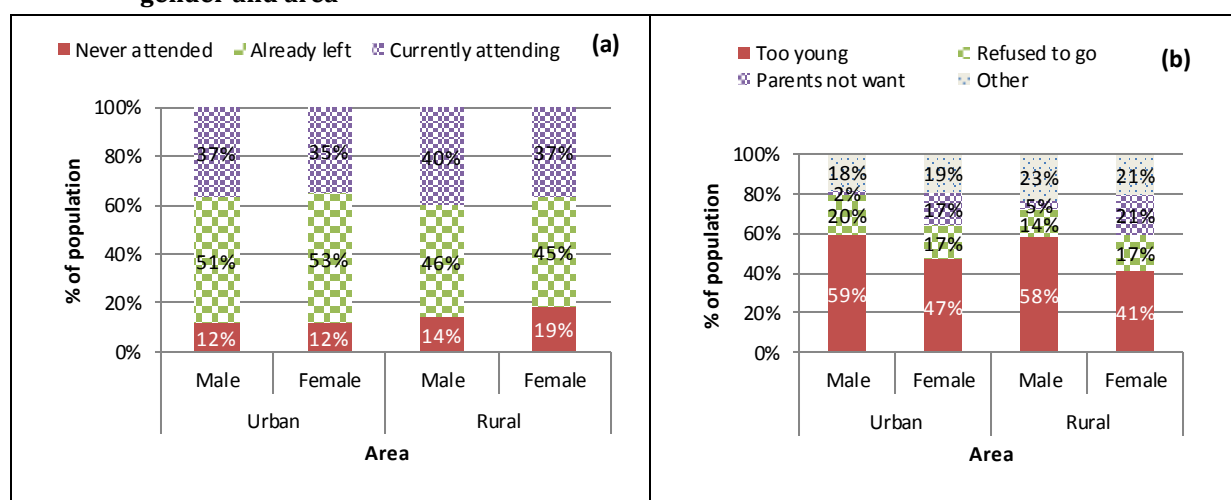 gender and area
Never attended Already left Currently attending (a)
100%
80%
60%
40%
20%
0%
% of population
37% 35% 40% 37%
51% 53% 46% 45%
12% 12% 14% 19%
Male Female Male Female
Urban Rural
Area
Too young Refused to go (b)
Parents not want Other
100%
80%
60%
40%
20%
0%
% of population
18% 19% 23% 21%
2% 17% 5% 21%
20% 17% 14% 17%
59% 47% 58% 41%
Male Female Male Female
Urban Rural
Area